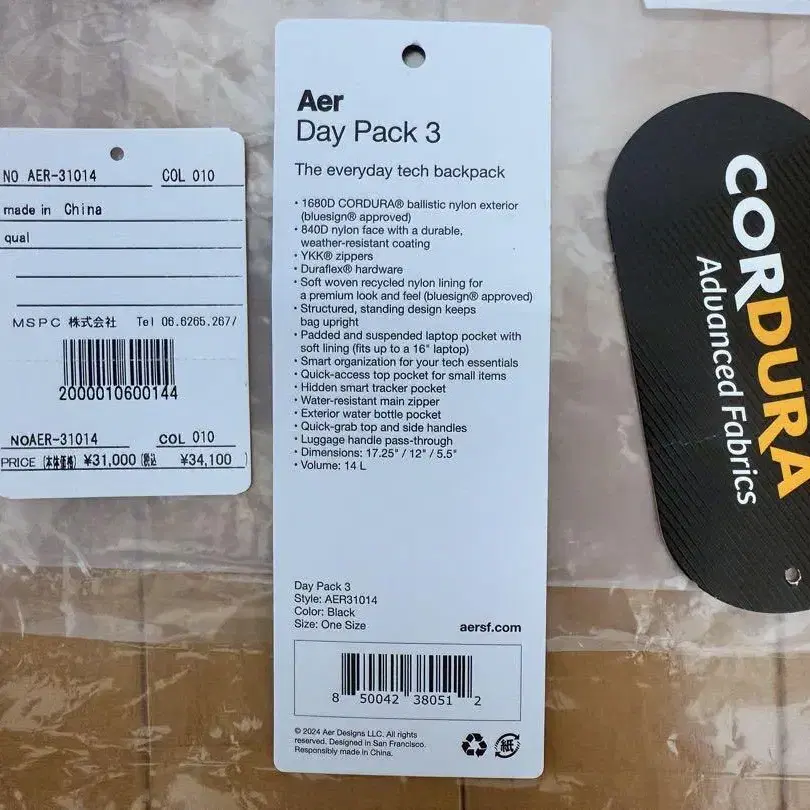 NO AER-31014 COL 010
made in China
qual
MSPC 株式会社 Tel 06.6265.267/
2000010600144
NOAER-31014 COL 010
PRICE (本体価格) ¥31,000 (税込 ¥34,100 )
Aer
Day Pack 3
The everyday tech backpack
• 1680D CORDURA® ballistic nylon exterior
(bluesign® approved)
• 840D nylon face with a durable,
weather-resistant coating
• YKK® zippers
• Duraflex® hardware
• Soft woven recycled nylon lining for
a premium look and feel (bluesign® approved)
• Structured, standing design keeps
bag upright
• Padded and suspended laptop pocket with
soft lining (fits up to a 16" laptop)
• Smart organization for your tech essentials
• Quick-access top pocket for small items
• Hidden smart tracker pocket
• Water-resistant main zipper
• Exterior water bottle pocket
• Quick-grab top and side handles
• Luggage handle pass-through
• Dimensions: 17.25" / 12" / 5.5"
• Volume: 14 L
Day Pack 3
Style: AER31014
Color: Black
Size: One Size
aersf.com
8 50042 38051 2
© 2024 Aer Designs LLC. All rights
reserved. Designed in San Francisco.
Responsibly made in China.
紙
CORDURA
Advanced Fabrics